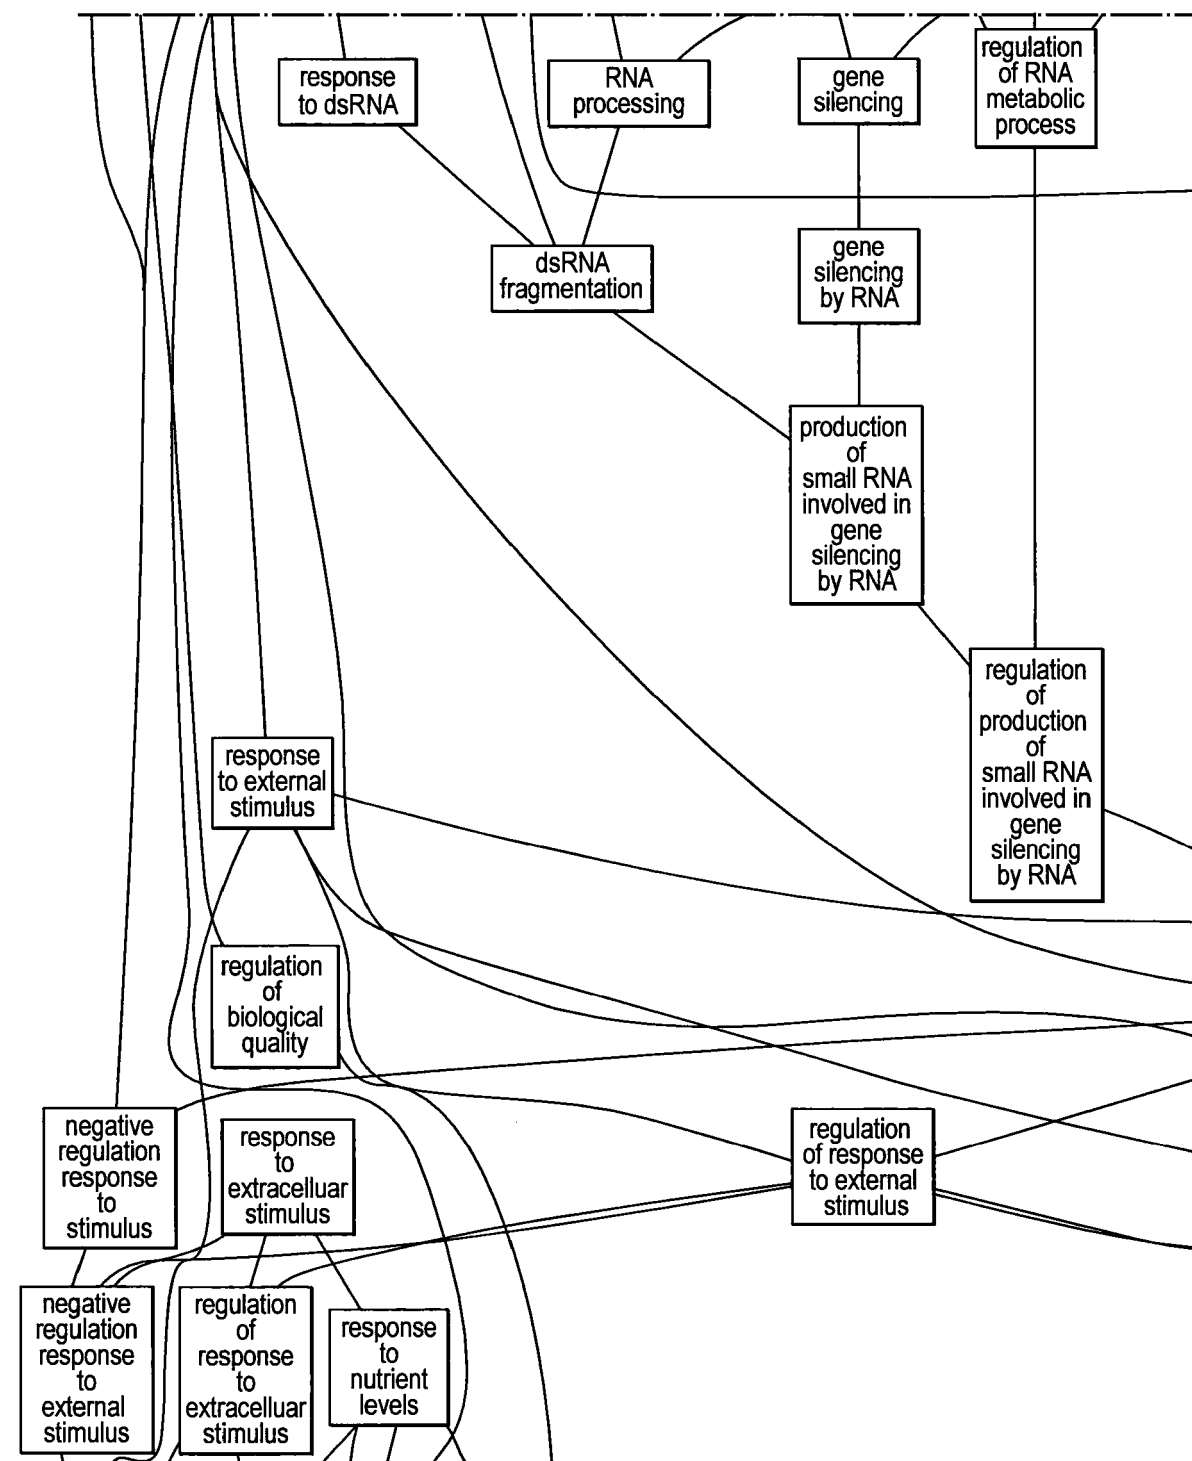 response
to dsRNA
RNA
processing
gene
silencing
regulation
of RNA
metabolic
process
dsRNA
fragmentation
gene
silencing
by RNA
production
of
small RNA
involved in
gene
silencing
by RNA
regulation
of
production
of
small RNA
involved in
gene
silencing
by RNA
response
to external
stimulus
regulation
of
biological
quality
negative
regulation
response
to
stimulus
response
to
extracelluar
stimulus
regulation
of response
to external
stimulus
negative
regulation
response
to
external
stimulus
regulation
of
response
to
extracelluar
stimulus
response
to
nutrient
levels